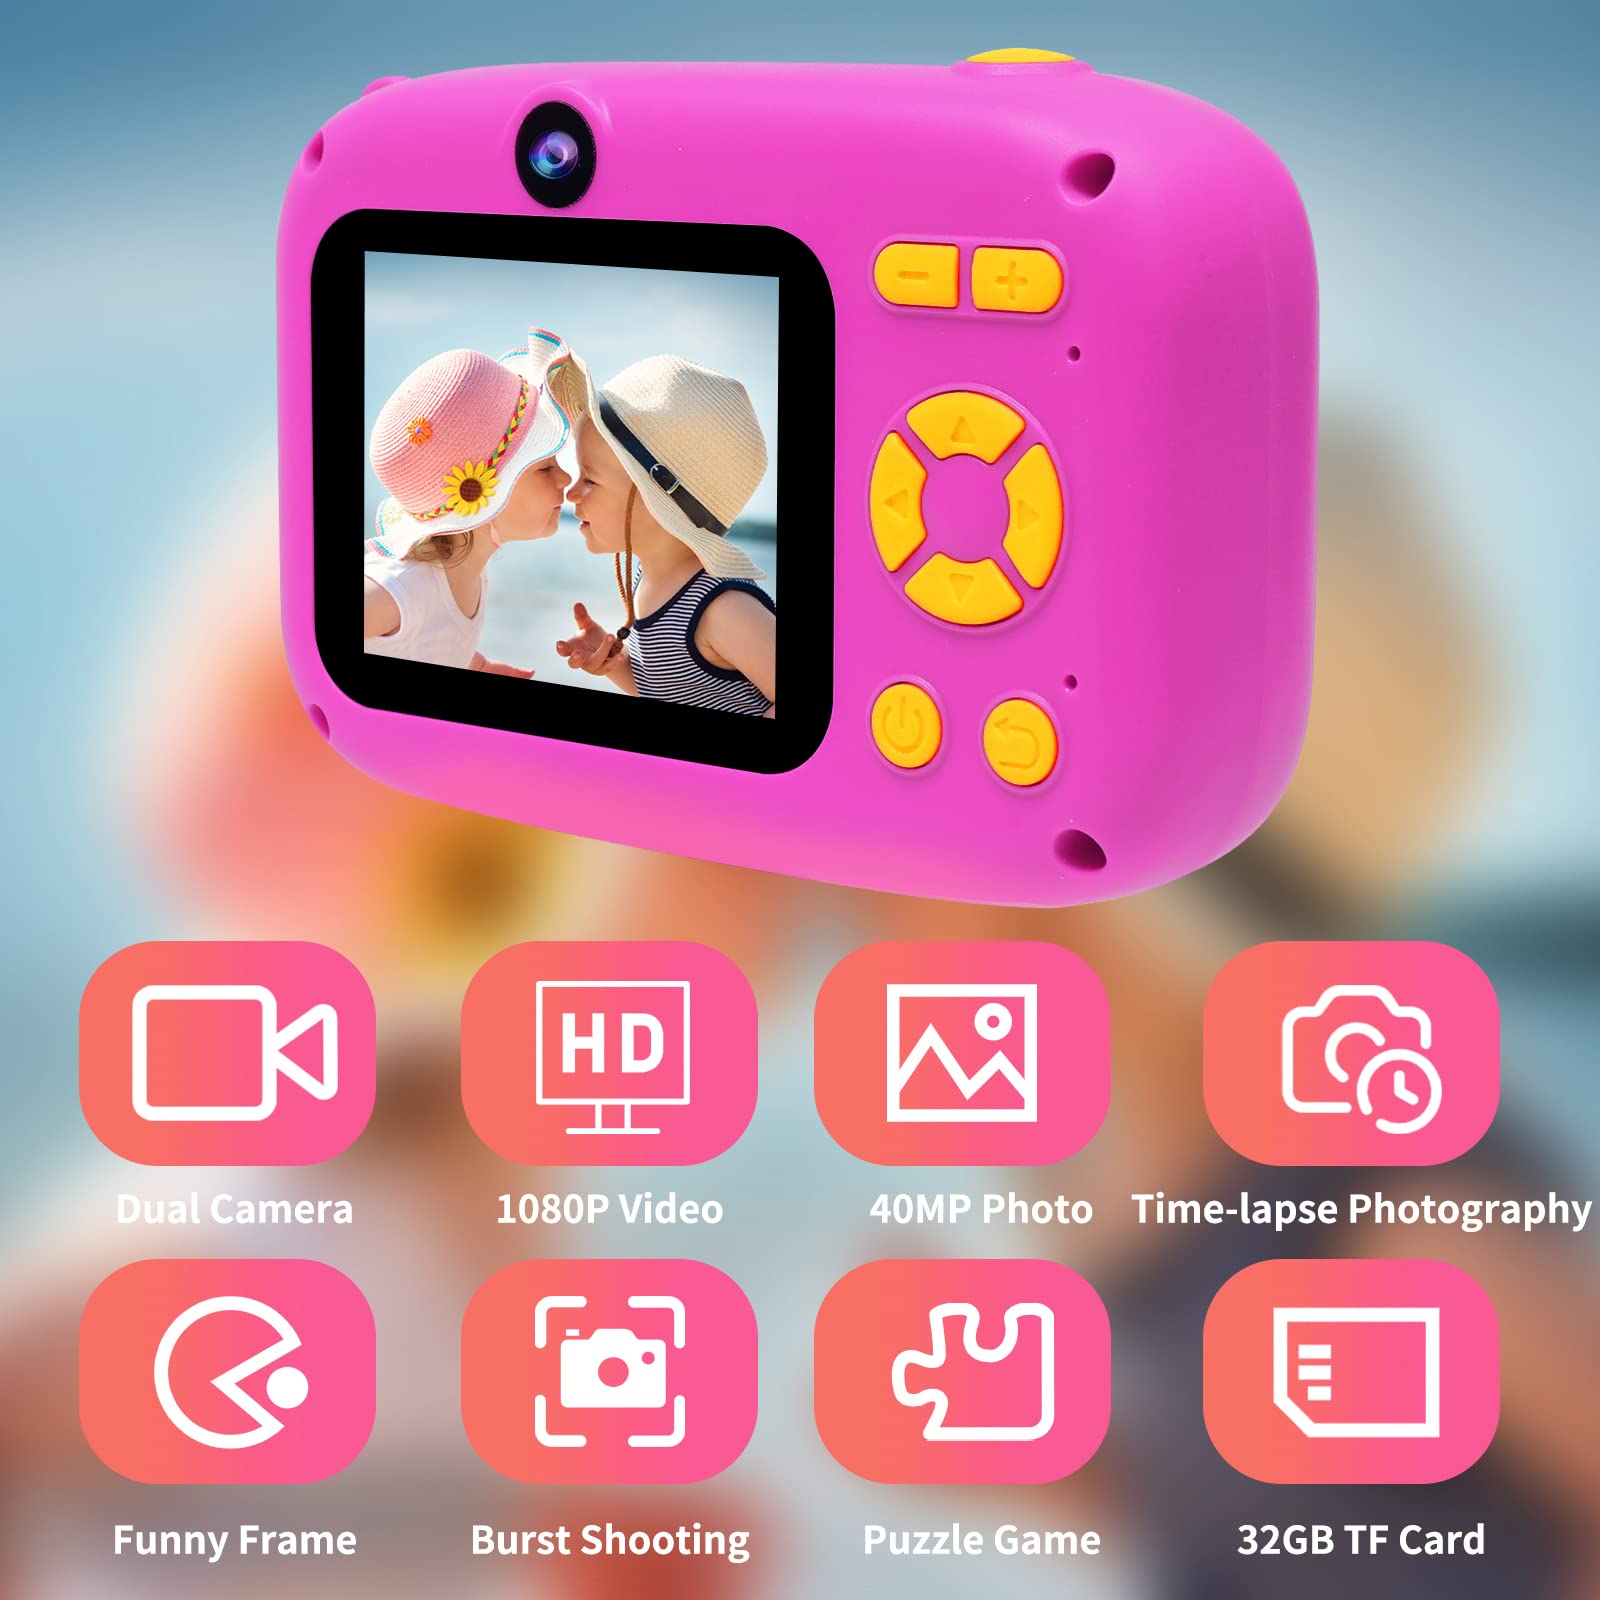 HD
Dual Camera
1080P Video
40MP Photo
Time-lapse Photography
Funny Frame
Burst Shooting
Puzzle Game
32GB TF Card